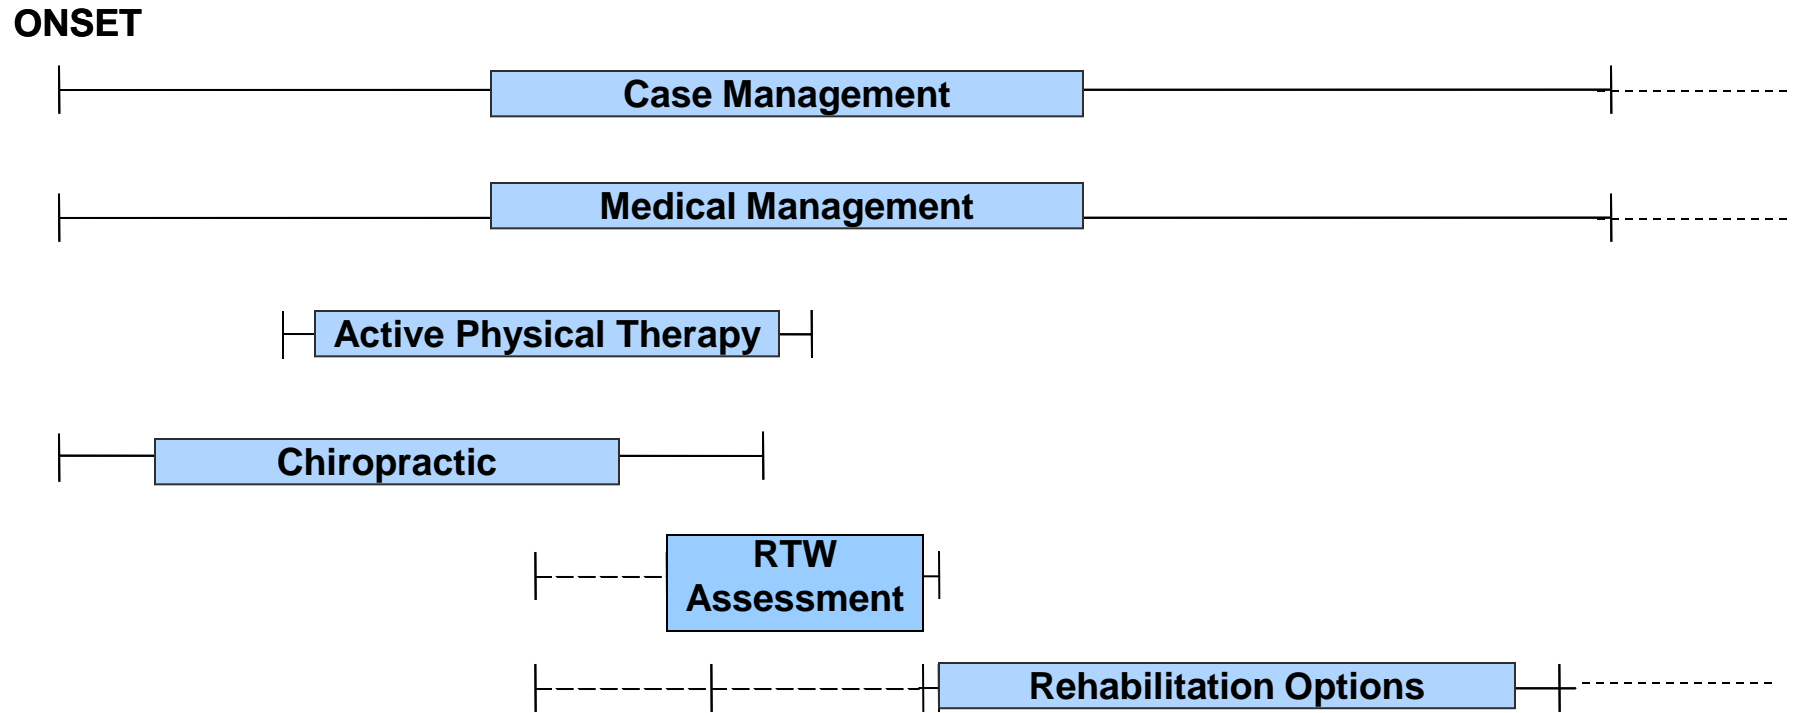 ONSET
Case Management
Medical Management
Active Physical Therapy
Chiropractic
RTW
Assessment
Rehabilitation Options